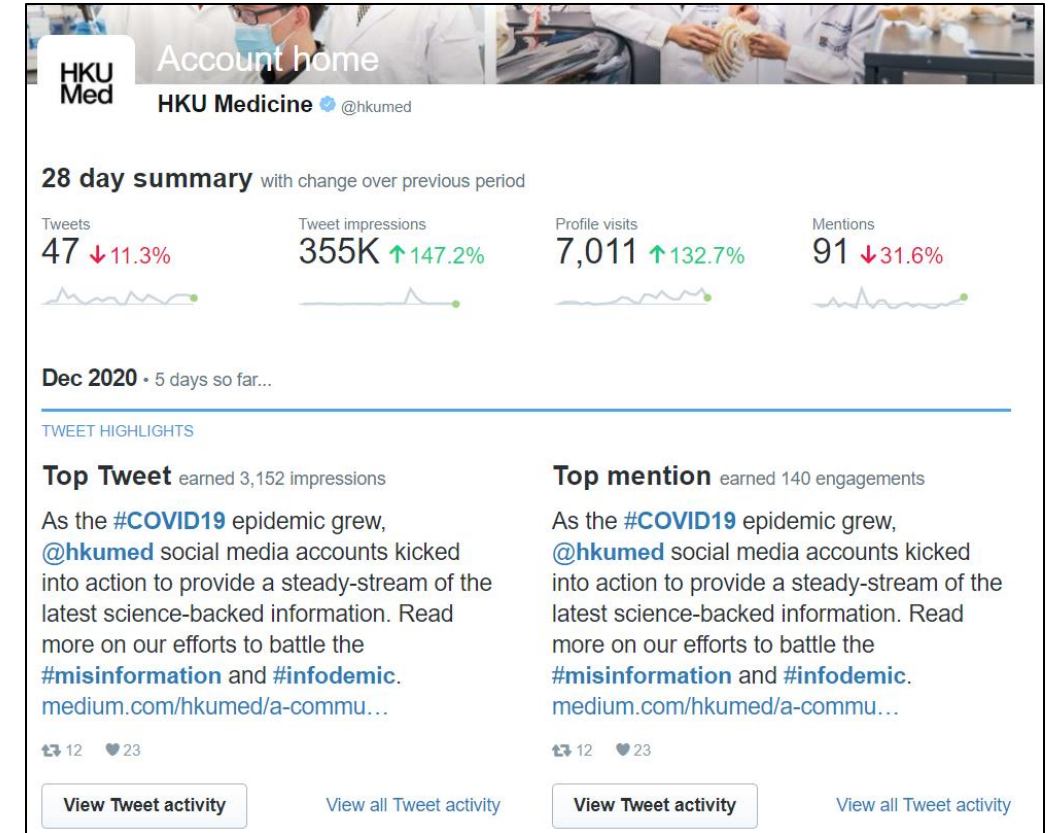 Account home
HKU
Med
HKU Medicine @hkumed
28 day summary with change over previous period
Tweets
47 ↓11.3%
Tweet impressions
355K ↑147.2%
Profile visits
7,011 ↑132.7%
Mentions
91 ↓31.6%
Dec 2020 • 5 days so far...
TWEET HIGHLIGHTS
Top Tweet earned 3,152 impressions
As the #COVID19 epidemic grew,
@hkumed social media accounts kicked
into action to provide a steady-stream of the
latest science-backed information. Read
more on our efforts to battle the
#misinformation and #infodemic.
medium.com/hkumed/a-commu…
12 23
View Tweet activity View all Tweet activity
Top mention earned 140 engagements
As the #COVID19 epidemic grew,
@hkumed social media accounts kicked
into action to provide a steady-stream of the
latest science-backed information. Read
more on our efforts to battle the
#misinformation and #infodemic.
medium.com/hkumed/a-commu…
12 23
View Tweet activity View all Tweet activity